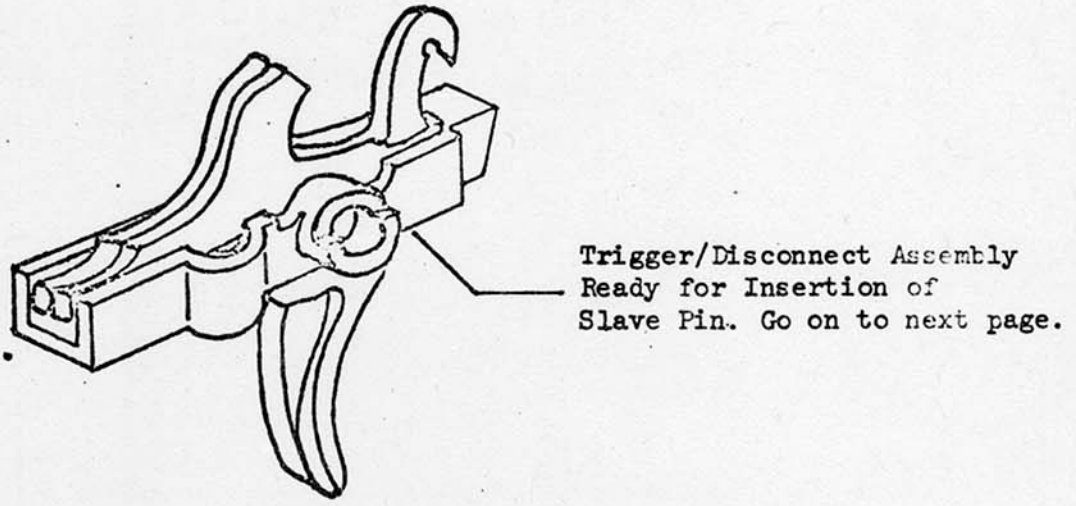 Trigger/Disconnect Assembly
Ready for Insertion of
Slave Pin. Go on to next page.